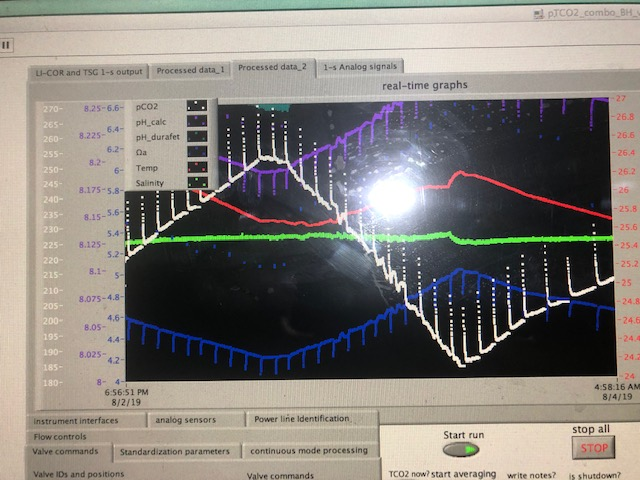 pTCO2_combo_BH_v
LI-COR and TSG 1-s output
Processed data_1
Processed data_2
1-s Analog signals
real-time graphs
pCO2
pH_calc
pH_durafet
Ωa
Temp
Salinity
270-
265-
260-
255-
250-
245-
240-
235-
230-
225-
220-
215-
210-
205-
200-
195-
190-
185-
180-
8.25-
8.225-
8.2-
8.175-
8.15-
8.125-
8.1-
8.075-
8.05-
8.025-
8-
6.6-
6.4-
6.2-
6-
5.8-
5.6-
5.4-
5.2-
5-
4.8-
4.6-
4.4-
4.2-
4-
-27
-26.8
-26.6
-26.4
-26.2
-26
-25.8
-25.6
-25.4
-25.2
-25
-24.8
-24.6
-24.4
-24.2
-24
6:56:51 PM
8/2/19
4:58:16 AM
8/4/19
instrument interfaces
analog sensors
Power line Identification
Flow controls
Valve commands
Standardization parameters
continuous mode processing
Valve IDs and positions
Valve commands
Start run
stop all
STOP
TCO2 now?
start averaging
write notes?
is shutdown?